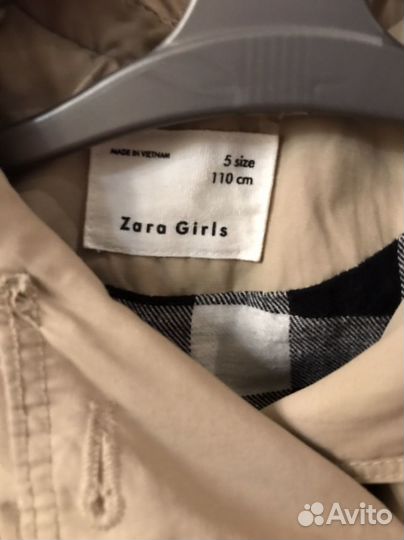 MADE IN VIETNAM
5 size
110 cm
Zara Girls
Avito